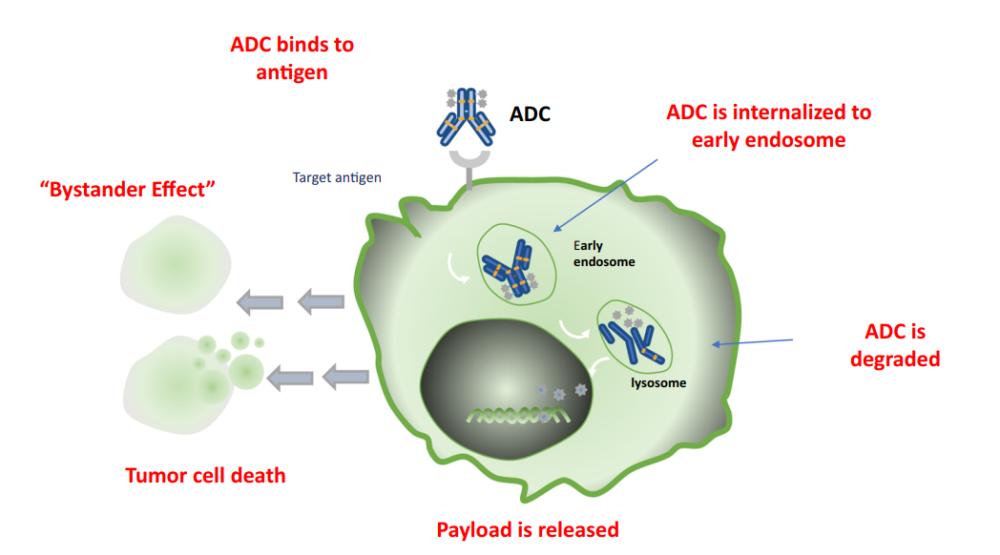 ADC binds to
antigen
ADC
ADC is internalized to
early endosome
Target antigen
“Bystander Effect”
Early
endosome
ADC is
degraded
lysosome
Tumor cell death
Payload is released